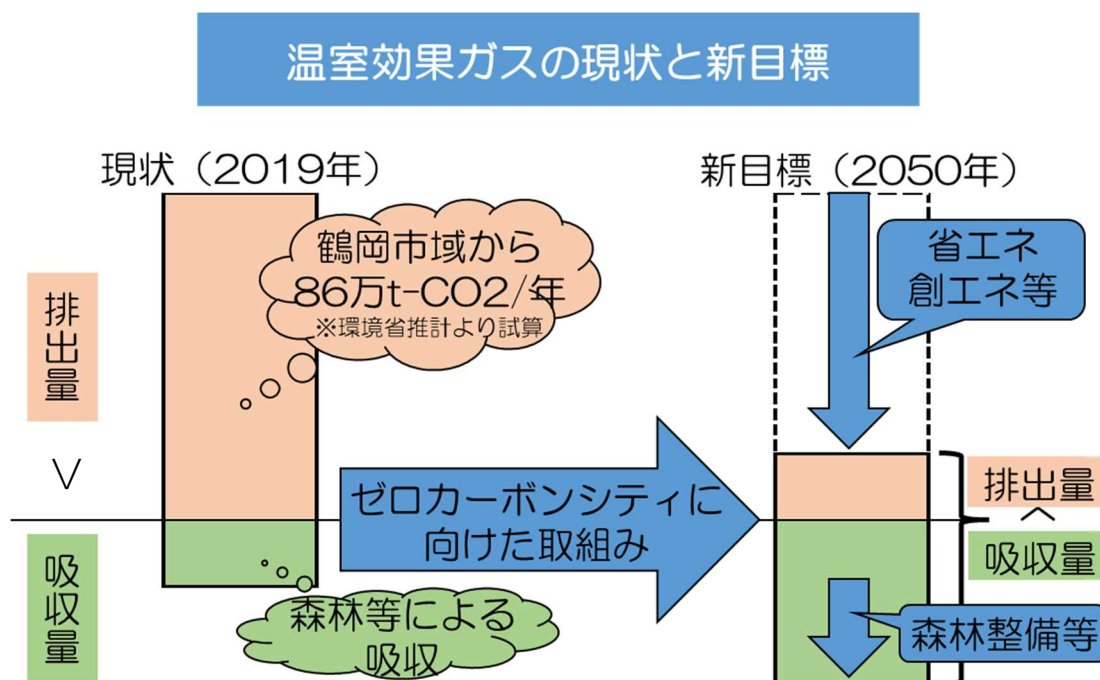 温室効果ガスの現状と新目標
現状（2019年）
新目標（2050年）
鶴岡市域から
86万t-CO2/年
※環境省推計より試算
省エネ
創エネ等
排出量
∨
吸収量
ゼロカーボンシティに
向けた取組み
森林等による
吸収
排出量
＜
吸収量
森林整備等